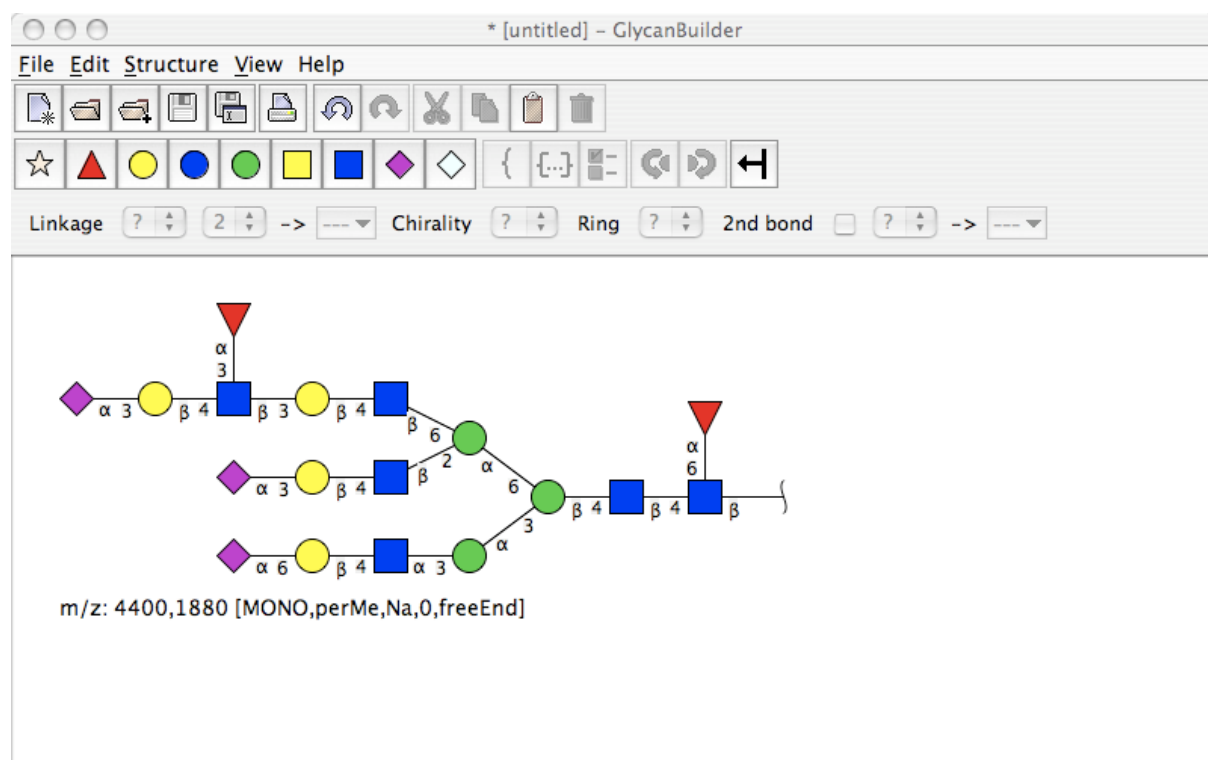 * [untitled] – GlycanBuilder
File Edit Structure View Help
{ {...}
Linkage ? 2 -> --- Chirality ? Ring ? 2nd bond ? -> ---
α
3
α 3 β 4 β 3 β 4
β 6
α
6
α 3 β 4 β 2
α
6
β 4 β 4 β
3
α
α 6 β 4 α 3
m/z: 4400,1880 [MONO,perMe,Na,0,freeEnd]